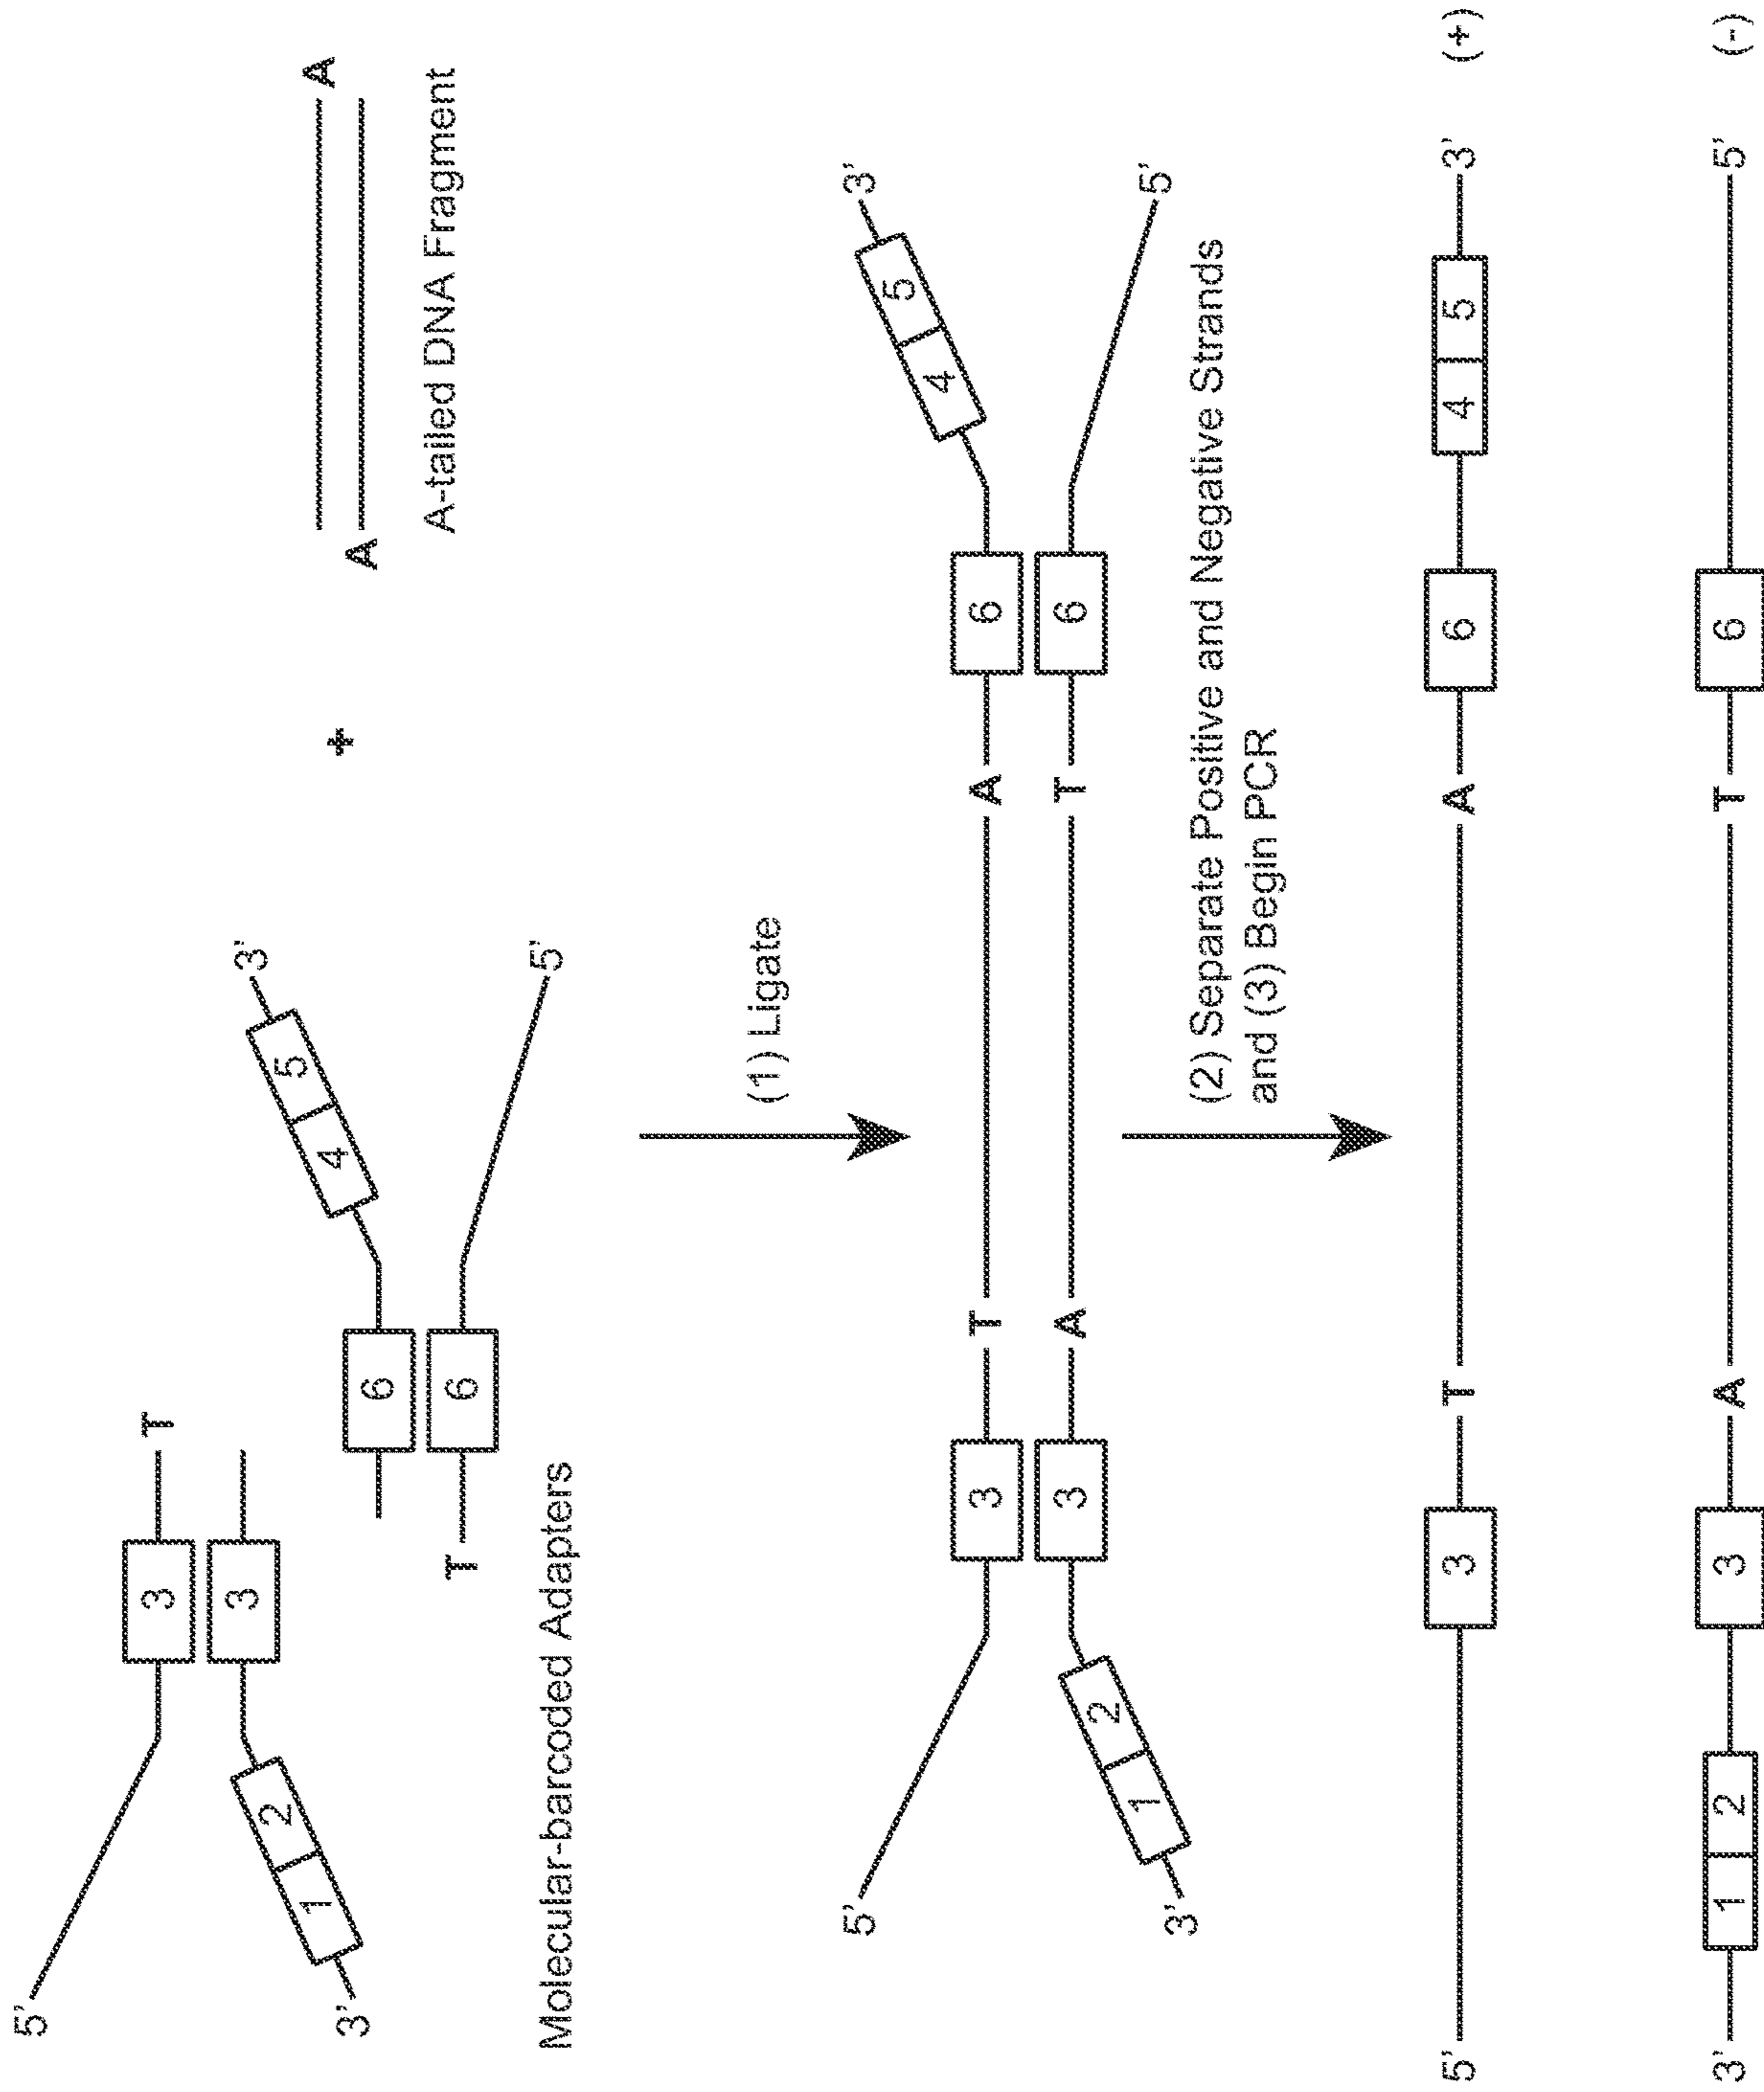 5'
3 T
3 3'
2 5
1 4 + A
3' 6 A
T 6 A-tailed DNA Fragment
5'
Molecular-barcoded Adapters
(1) Ligate
5' 3'
5
4
3 T A 6
3 A T 6
2
1
3' 5'
(2) Separate Positive and Negative Strands
and (3) Begin PCR
5' 3 T A 6 4 5 3' (+)
3' 1 2 3 A T 6 5' (-)